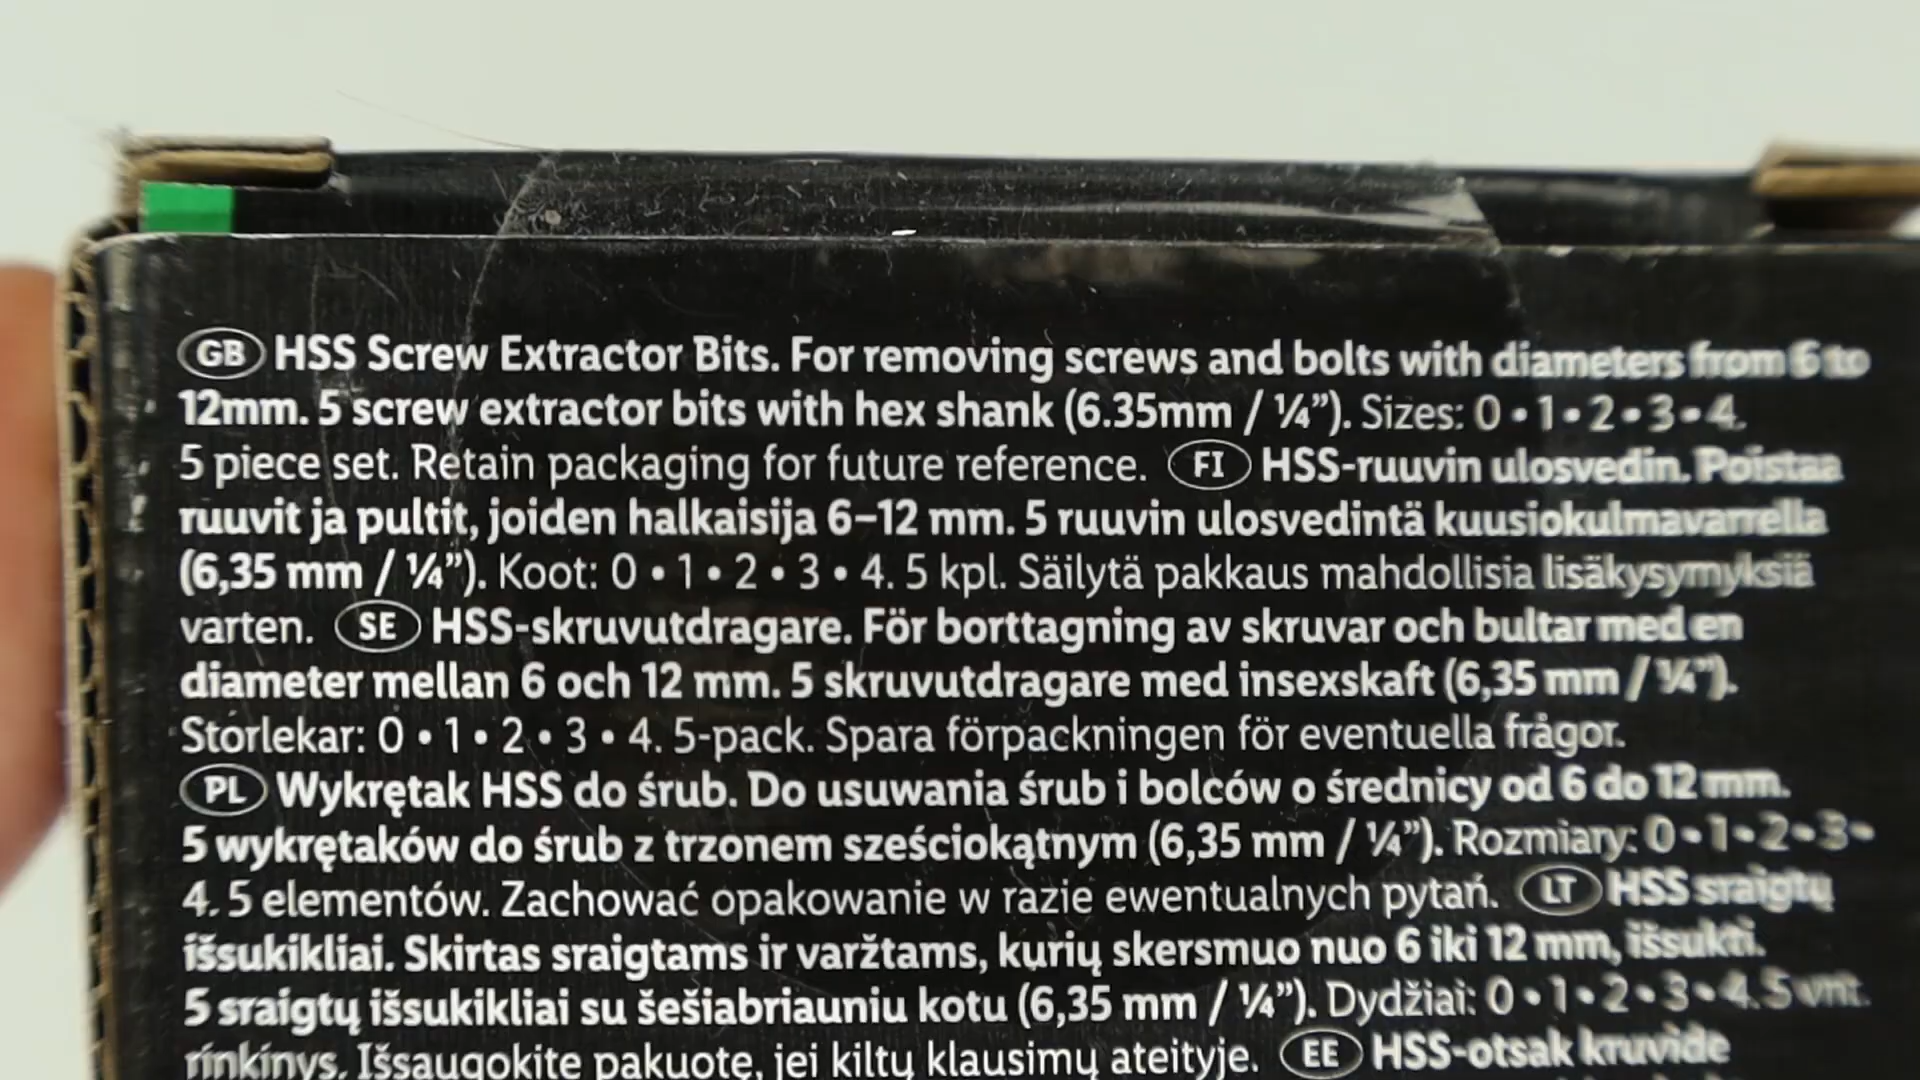 GB HSS Screw Extractor Bits. For removing screws and bolts with diameters from 6 to
12mm. 5 screw extractor bits with hex shank (6.35mm / ¼”). Sizes: 0 • 1 • 2 • 3 • 4.
5 piece set. Retain packaging for future reference. FI HSS-ruuvin ulosvedin. Poistaa
ruuvit ja pultit, joiden halkaisija 6–12 mm. 5 ruuvin ulosvedintä kuusiokulmavarrella
(6,35 mm / ¼”). Koot: 0 • 1 • 2 • 3 • 4. 5 kpl. Säilytä pakkaus mahdollisia lisäkysymyksiä
varten. SE HSS-skruvutdragare. För borttagning av skruvar och bultar med en
diameter mellan 6 och 12 mm. 5 skruvutdragare med insexskaft (6,35 mm / ¼”).
Storlekar: 0 • 1 • 2 • 3 • 4. 5-pack. Spara förpackningen för eventuella frågor.
PL Wykrętak HSS do śrub. Do usuwania śrub i bolców o średnicy od 6 do 12 mm.
5 wykrętaków do śrub z trzonem sześciokątnym (6,35 mm / ¼”). Rozmiary: 0 • 1 • 2 • 3 •
4. 5 elementów. Zachować opakowanie w razie ewentualnych pytań. LT HSS sraigtų
išsukikliai. Skirtas sraigtams ir varžtams, kurių skersmuo nuo 6 iki 12 mm, išsukti.
5 sraigtų išsukikliai su šešiabriauniu kotu (6,35 mm / ¼”). Dydžiai: 0 • 1 • 2 • 3 • 4. 5 vnt.
rinkinys. Išsaugokite pakuotę, jei kiltų klausimų ateityje. EE HSS-otsak kruvide